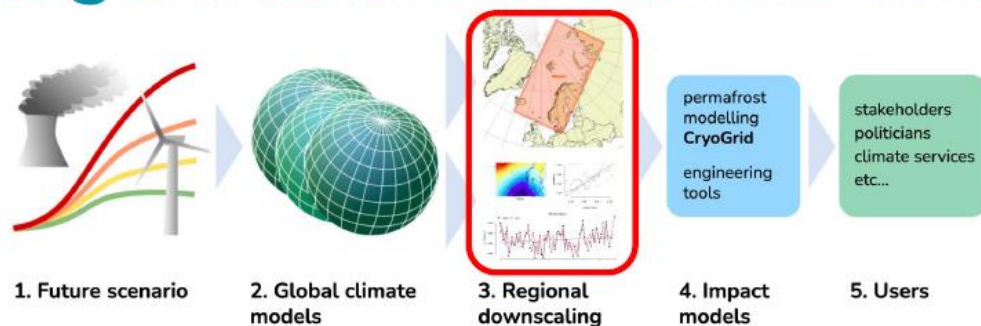 permafrost
modelling
CryoGrid
engineering
tools
stakeholders
politicians
climate services
etc...
1. Future scenario
2. Global climate
models
3. Regional
downscaling
4. Impact
models
5. Users